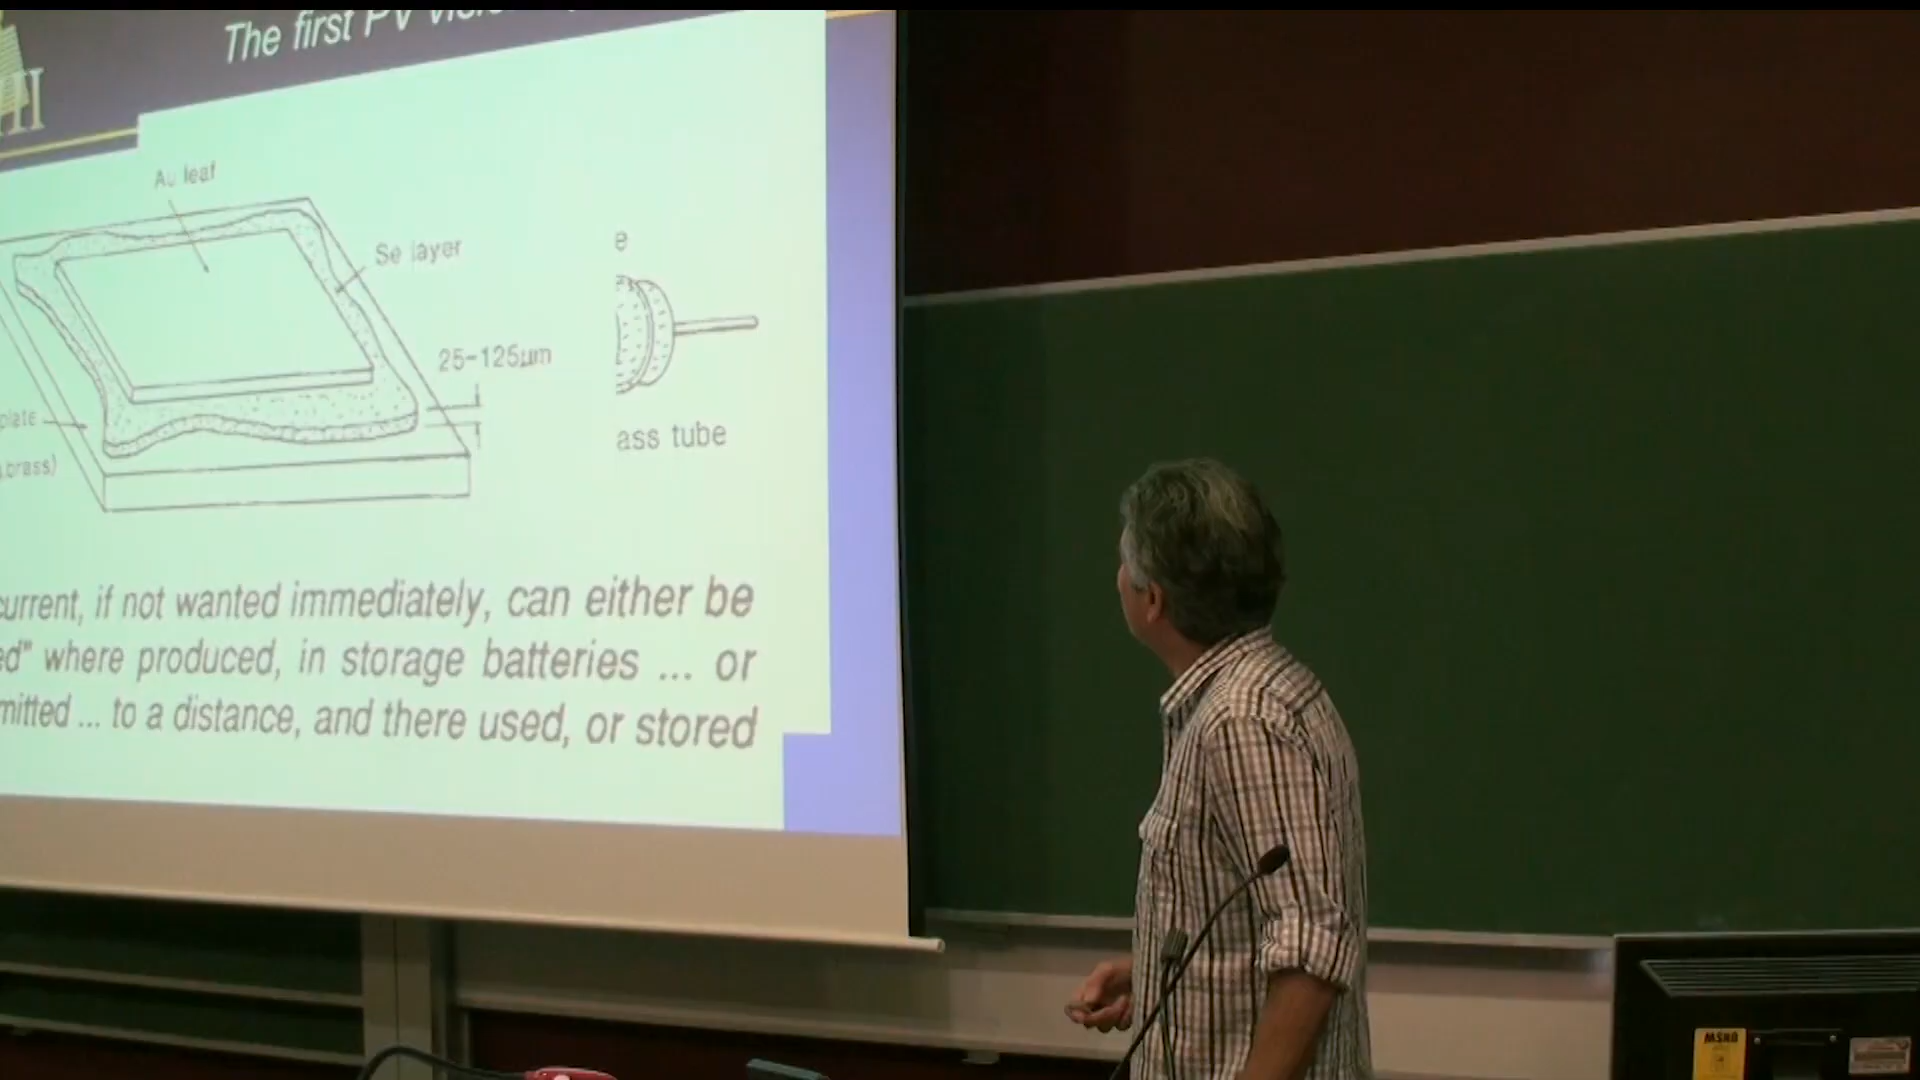 The first PV
Au leaf
Se layer
e
25-125µm
plate
brass)
ass tube
current, if not wanted immediately, can either be
ed" where produced, in storage batteries ... or
mitted ... to a distance, and there used, or stored
MSNB